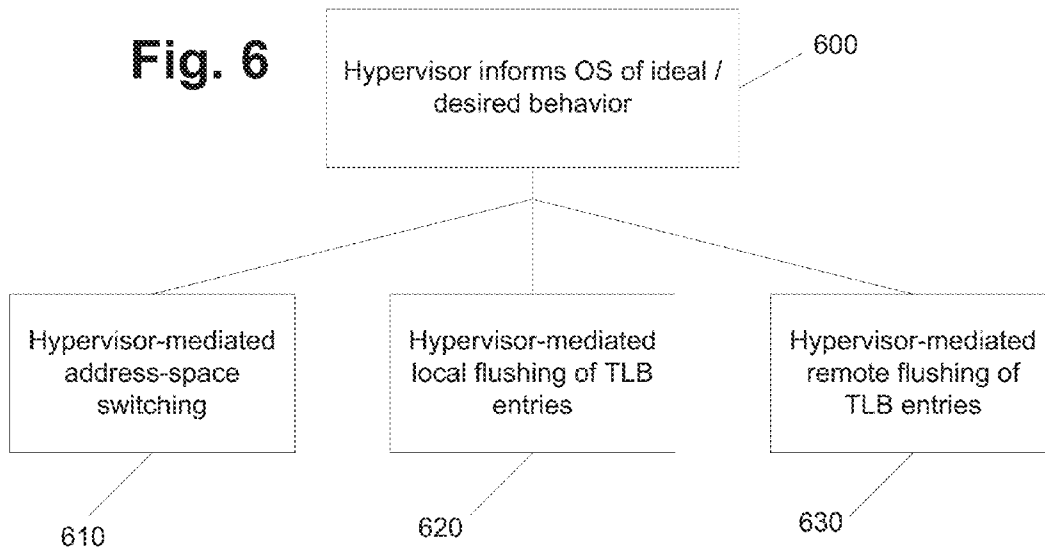 Fig. 6
600
Hypervisor informs OS of ideal /
desired behavior
Hypervisor-mediated
address-space
switching
Hypervisor-mediated
local flushing of TLB
entries
Hypervisor-mediated
remote flushing of
TLB entries
610
620
630